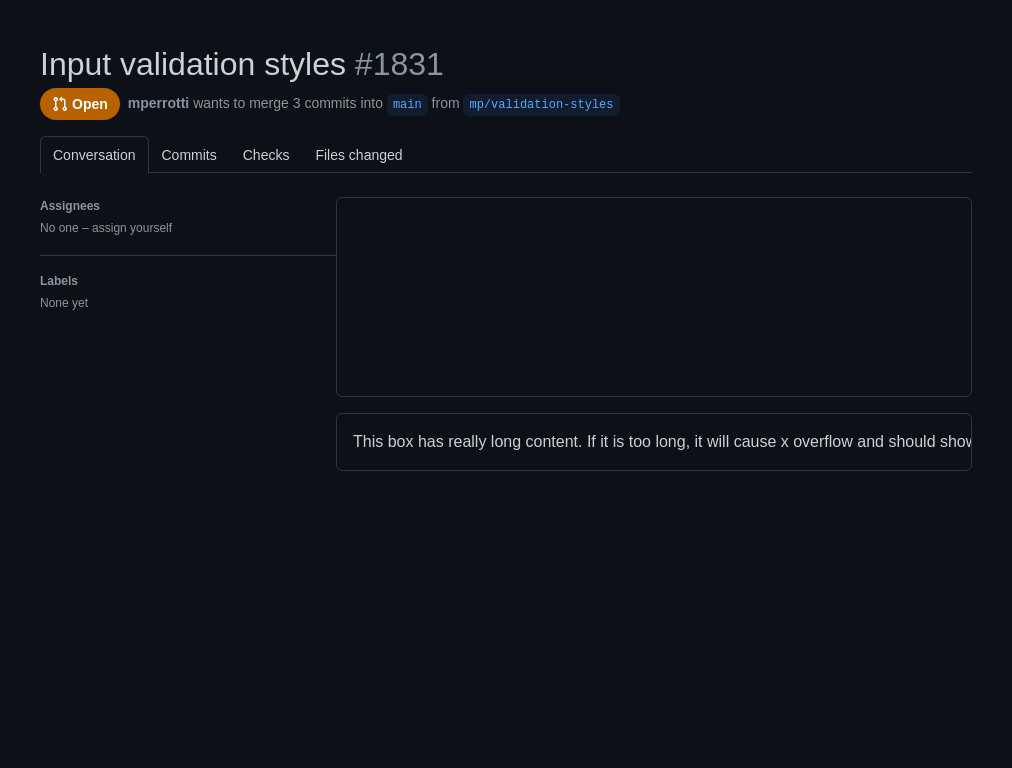 Input validation styles #1831
Open mperrotti wants to merge 3 commits into main from mp/validation-styles
Conversation Commits Checks Files changed
Assignees
No one – assign yourself
Labels
None yet
This box has really long content. If it is too long, it will cause x overflow and should show